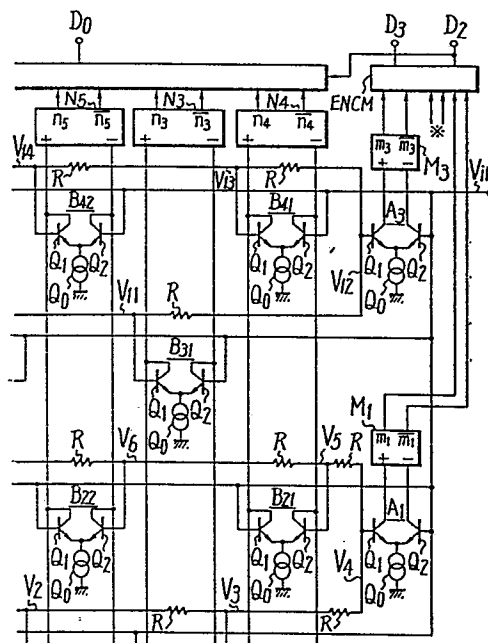 D0 D3 D2
ENCM
N5 N3 N4
n5 n̅5 n3 n̅3 n4 n̅4
+ − + − + −
※
m3 m̅3 M3
+ −
V14 R V13 R Vin
B42 B41 A3
Q1 Q2 Q1 Q2 Q1 Q2
Q0 Q0 V12 Q0
V11 R
B31
Q1 Q2
Q0
M1 m1 m̅1
+ −
R V6 R V5 R
B22 B21 A1
Q1 Q2 Q1 Q2 Q1 Q2
Q0 Q0 V4 Q0
V2 R V3 R